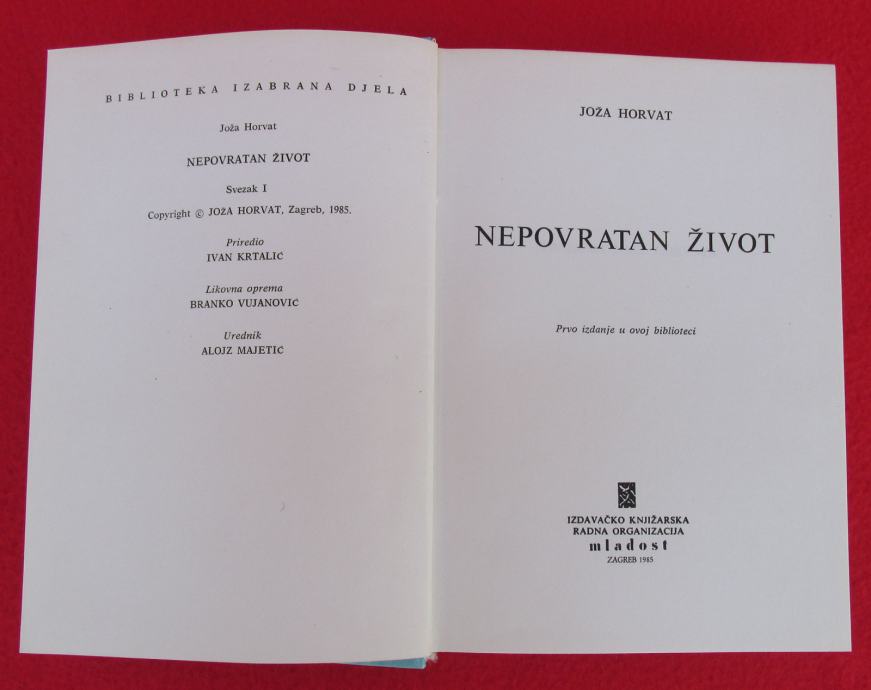 BIBLIOTEKA IZABRANA DJELA
Joža Horvat
NEPOVRATAN ŽIVOT
Svezak I
Copyright © JOŽA HORVAT, Zagreb, 1985.
Priredio
IVAN KRTALIĆ
Likovna oprema
BRANKO VUJANOVIĆ
Urednik
ALOJZ MAJETIĆ
JOŽA HORVAT
NEPOVRATAN ŽIVOT
Prvo izdanje u ovoj biblioteci
IZDAVAČKO KNJIŽARSKA
RADNA ORGANIZACIJA
mladost
ZAGREB 1985